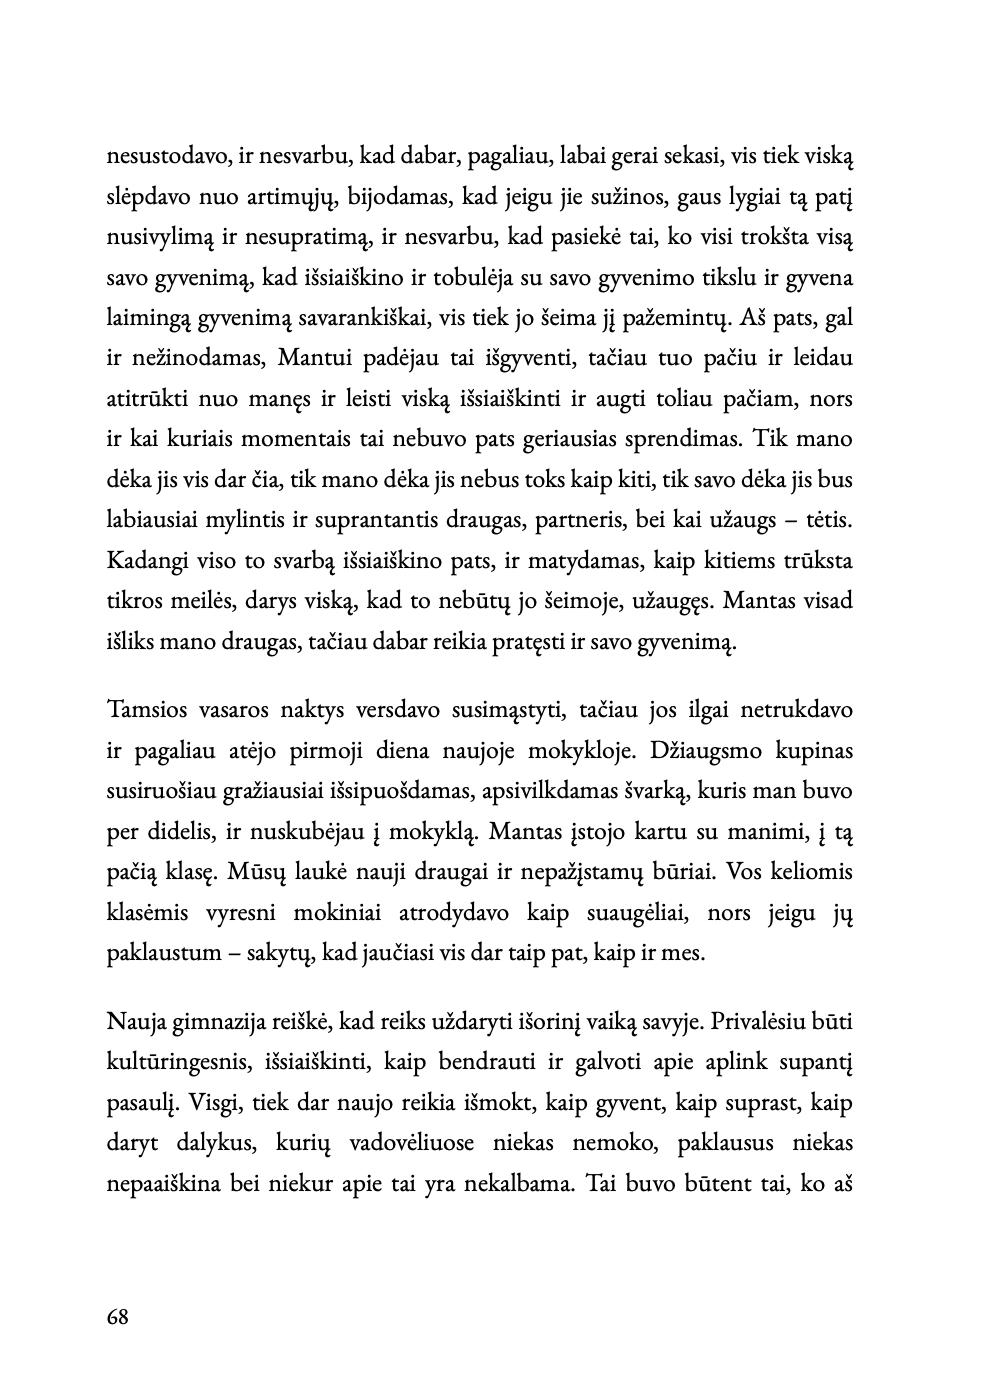 nesustodavo, ir nesvarbu, kad dabar, pagaliau, labai gerai sekasi, vis tiek viską
slėpdavo nuo artimųjų, bijodamas, kad jeigu jie sužinos, gaus lygiai tą patį
nusivylimą ir nesupratimą, ir nesvarbu, kad pasiekė tai, ko visi trokšta visą
savo gyvenimą, kad išsiaiškino ir tobulėja su savo gyvenimo tikslu ir gyvena
laimingą gyvenimą savarankiškai, vis tiek jo šeima jį pažemintų. Aš pats, gal
ir nežinodamas, Mantui padėjau tai išgyventi, tačiau tuo pačiu ir leidau
atitrūkti nuo manęs ir leisti viską išsiaiškinti ir augti toliau pačiam, nors
ir kai kuriais momentais tai nebuvo pats geriausias sprendimas. Tik mano
dėka jis vis dar čia, tik mano dėka jis nebus toks kaip kiti, tik savo dėka jis bus
labiausiai mylintis ir suprantantis draugas, partneris, bei kai užaugs – tėtis.
Kadangi viso to svarbą išsiaiškino pats, ir matydamas, kaip kitiems trūksta
tikros meilės, darys viską, kad to nebūtų jo šeimoje, užaugęs. Mantas visad
išliks mano draugas, tačiau dabar reikia pratęsti ir savo gyvenimą.
Tamsios vasaros naktys versdavo susimąstyti, tačiau jos ilgai netrukdavo
ir pagaliau atėjo pirmoji diena naujoje mokykloje. Džiaugsmo kupinas
susiruošiau gražiausiai išsipuošdamas, apsivilkdamas švarką, kuris man buvo
per didelis, ir nuskubėjau į mokyklą. Mantas įstojo kartu su manimi, į tą
pačią klasę. Mūsų laukė nauji draugai ir nepažįstamų būriai. Vos keliomis
klasėmis vyresni mokiniai atrodydavo kaip suaugėliai, nors jeigu jų
paklaustum – sakytų, kad jaučiasi vis dar taip pat, kaip ir mes.
Nauja gimnazija reiškė, kad reiks uždaryti išorinį vaiką savyje. Privalėsiu būti
kultūringesnis, išsiaiškinti, kaip bendrauti ir galvoti apie aplink supantį
pasaulį. Visgi, tiek dar naujo reikia išmokt, kaip gyvent, kaip suprast, kaip
daryt dalykus, kurių vadovėliuose niekas nemoko, paklausus niekas
nepaaiškina bei niekur apie tai yra nekalbama. Tai buvo būtent tai, ko aš
68